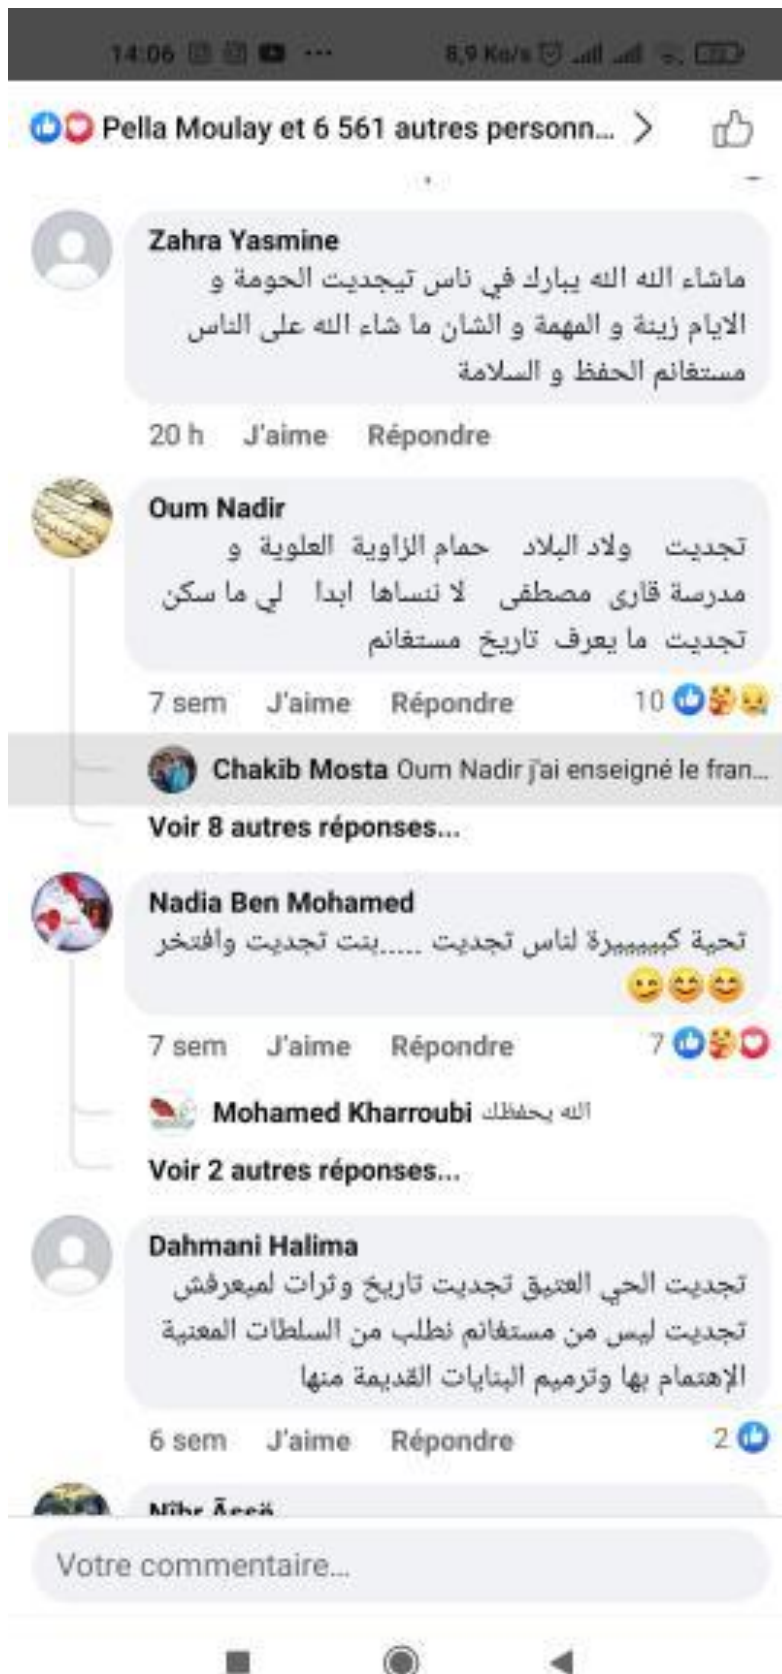 14:06 ... 8,9 Ko/s
Pella Moulay et 6 561 autres personn...
Zahra Yasmine
ماشاء الله الله يبارك في ناس تيجديت الحومة و
الايام زينة و المهمة و الشان ما شاء الله على الناس
مستغانم الحفظ و السلامة
20 h J'aime Répondre
Oum Nadir
تجديت ولاد البلاد حمام الزاوية العلوية و
مدرسة قارى مصطفى لا ننساها ابدا لي ما سكن
تجديت ما يعرف تاريخ مستغانم
7 sem J'aime Répondre 10
Chakib Mosta Oum Nadir j'ai enseigné le fran...
Voir 8 autres réponses...
Nadia Ben Mohamed
تحية كبيييييرة لناس تجديت .....بنت تجديت وافتخر
😉😊😊
7 sem J'aime Répondre 7
Mohamed Kharroubi الله يحفظك
Voir 2 autres réponses...
Dahmani Halima
تجديت الحي العتيق تجديت تاريخ وثرات لميعرفش
تجديت ليس من مستغانم نطلب من السلطات المعنية
الإهتمام بها وترميم البنايات القديمة منها
6 sem J'aime Répondre 2
Votre commentaire...